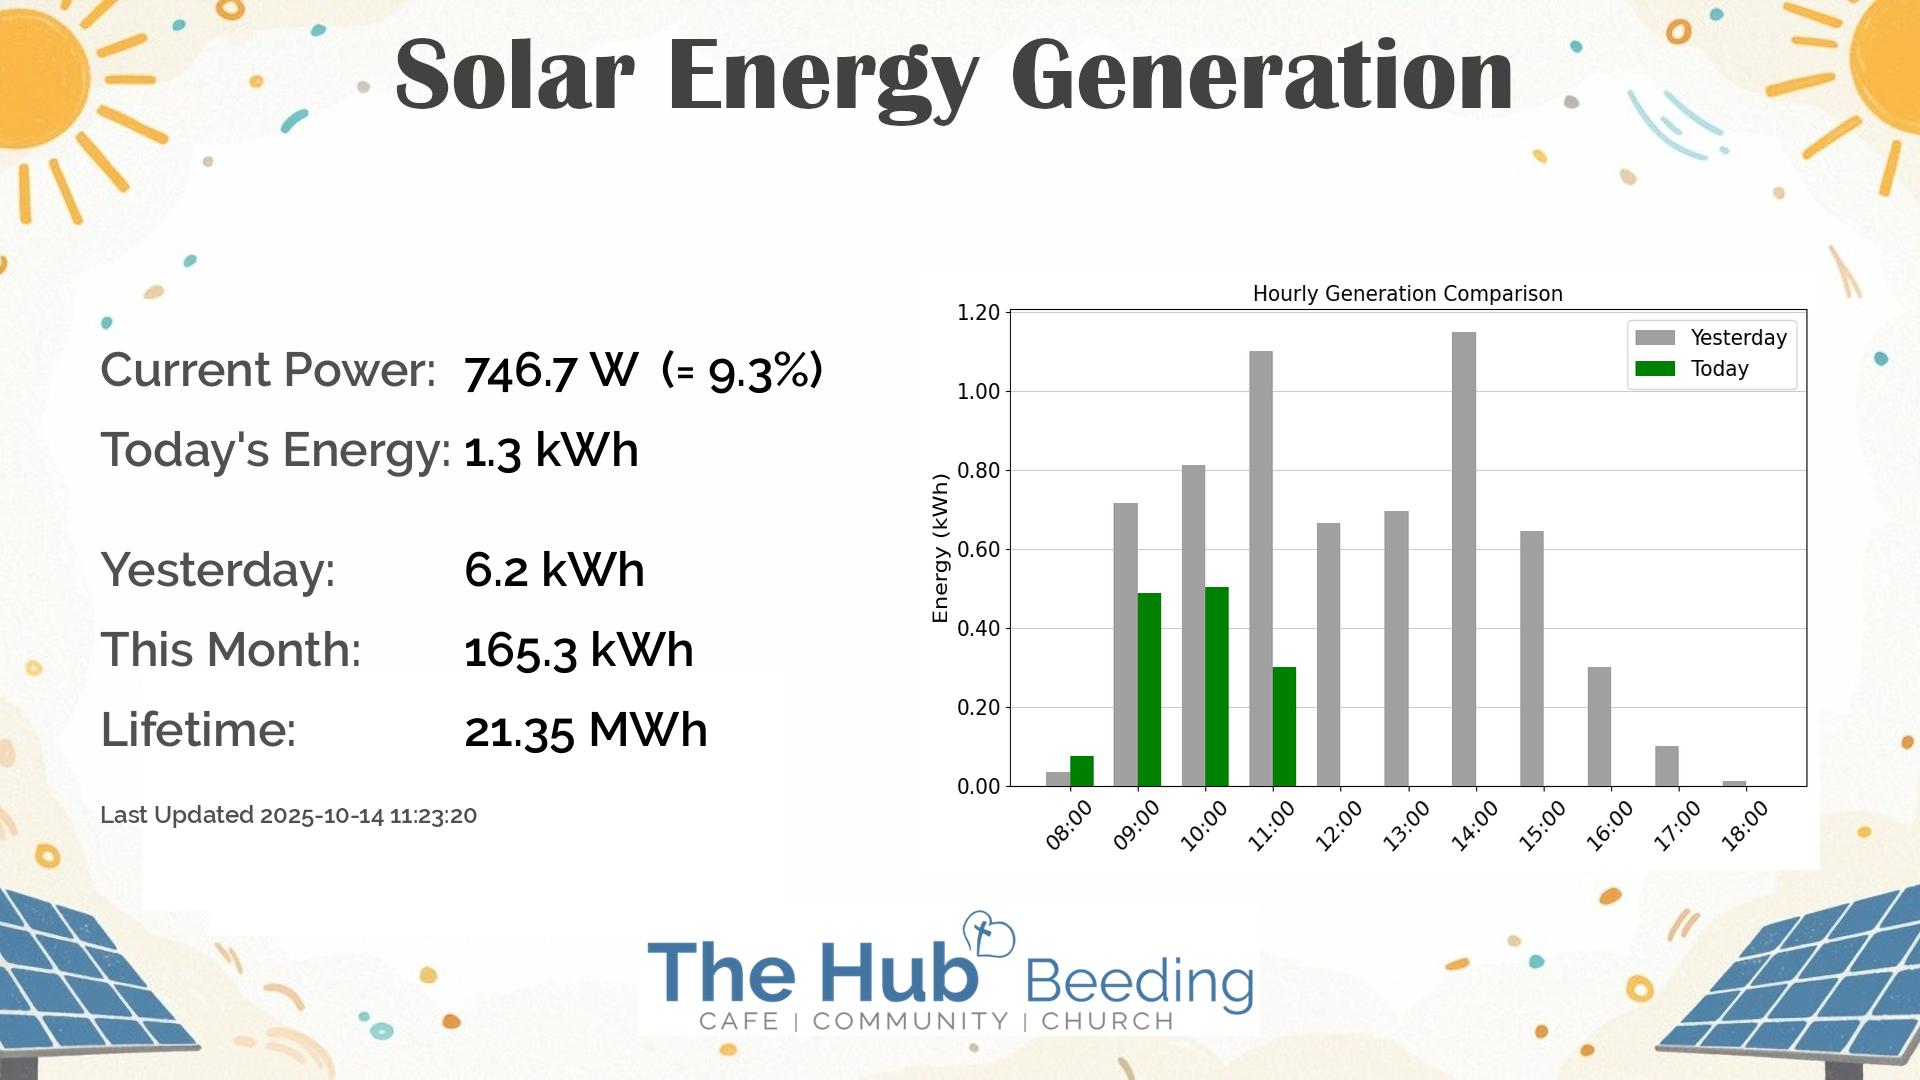 Solar Energy Generation
Current Power: 746.7 W (= 9.3%)
Today's Energy: 1.3 kWh
Yesterday: 6.2 kWh
This Month: 165.3 kWh
Lifetime: 21.35 MWh
Last Updated 2025-10-14 11:23:20
Hourly Generation Comparison
Yesterday
Today
Energy (kWh)
1.20
1.00
0.80
0.60
0.40
0.20
0.00
08:00 09:00 10:00 11:00 12:00 13:00 14:00 15:00 16:00 17:00 18:00
The Hub Beeding
CAFE | COMMUNITY | CHURCH